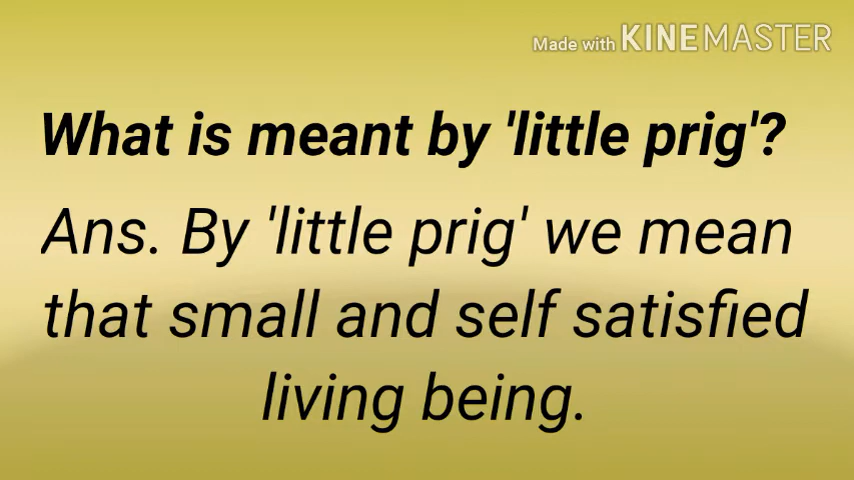 Made with KINEMASTER
What is meant by 'little prig'?
Ans. By 'little prig' we mean
that small and self satisfied
living being.